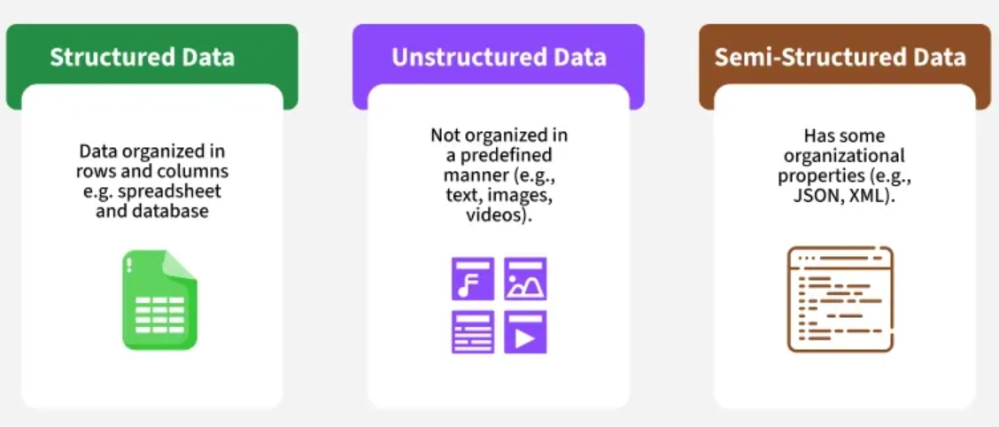 Structured Data
Data organized in
rows and columns
e.g. spreadsheet
and database
Unstructured Data
Not organized in
a predefined
manner (e.g.,
text, images,
videos).
Semi-Structured Data
Has some
organizational
properties (e.g.,
JSON, XML).